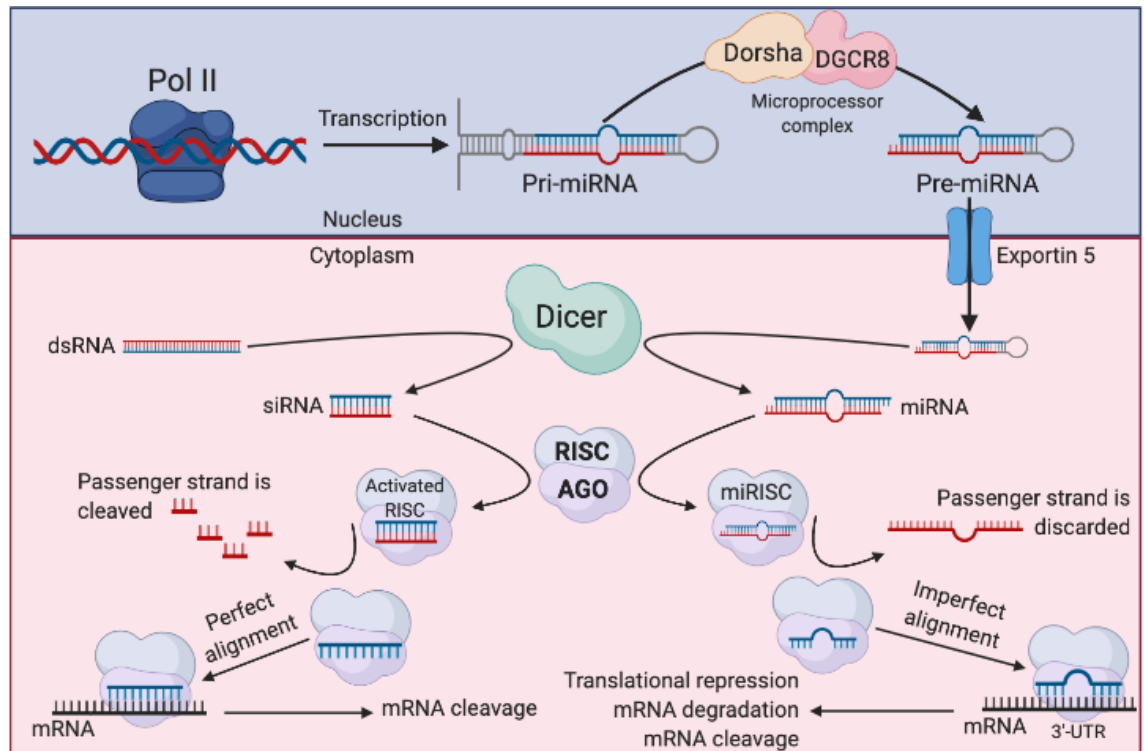 Pol II
Transcription
Pri-miRNA
Dorsha
DGCR8
Microprocessor
complex
Pre-miRNA
Nucleus
Cytoplasm
Exportin 5
Dicer
dsRNA
siRNA
miRNA
RISC
AGO
Passenger strand is
cleaved
Activated
RISC
miRISC
Passenger strand is
discarded
Perfect
alignment
Imperfect
alignment
mRNA
mRNA cleavage
Translational repression
mRNA degradation
mRNA cleavage
mRNA
3'-UTR